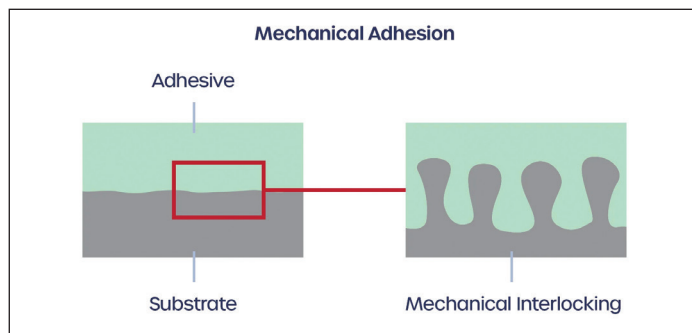 Mechanical Adhesion
Adhesive
Substrate
Mechanical Interlocking